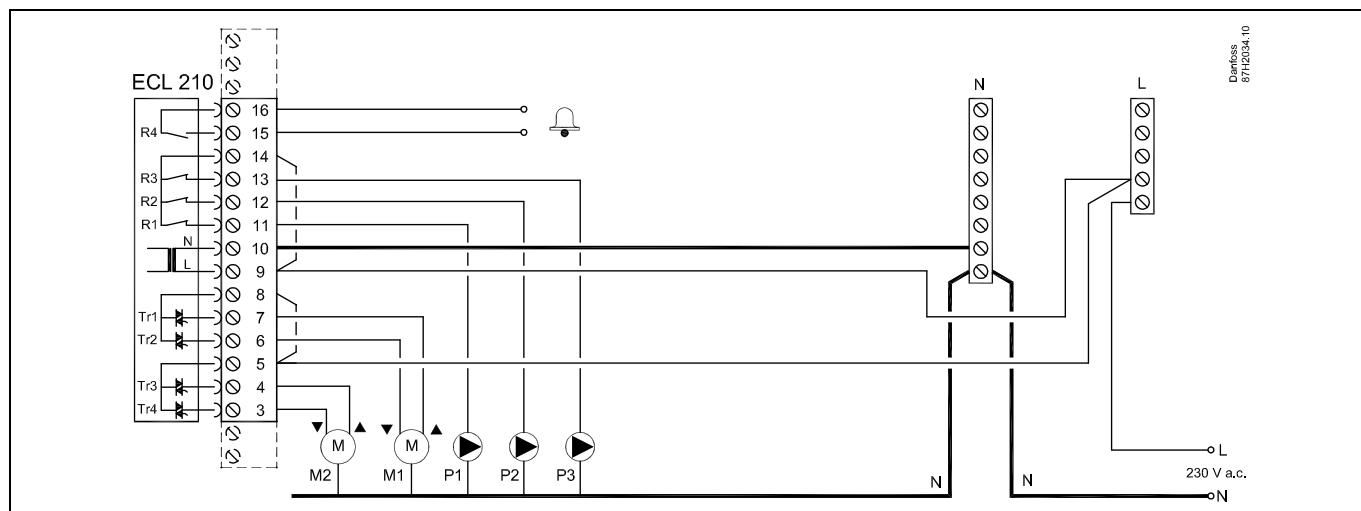 Danfoss
87H2034.10
ECL 210
N
L
16
R4
15
14
R3
13
R2
12
R1
11
N
10
L
9
8
Tr1
7
Tr2
6
5
Tr3
4
Tr4
3
M
M
M2
M1
P1
P2
P3
N
N
L
230 V a.c.
N